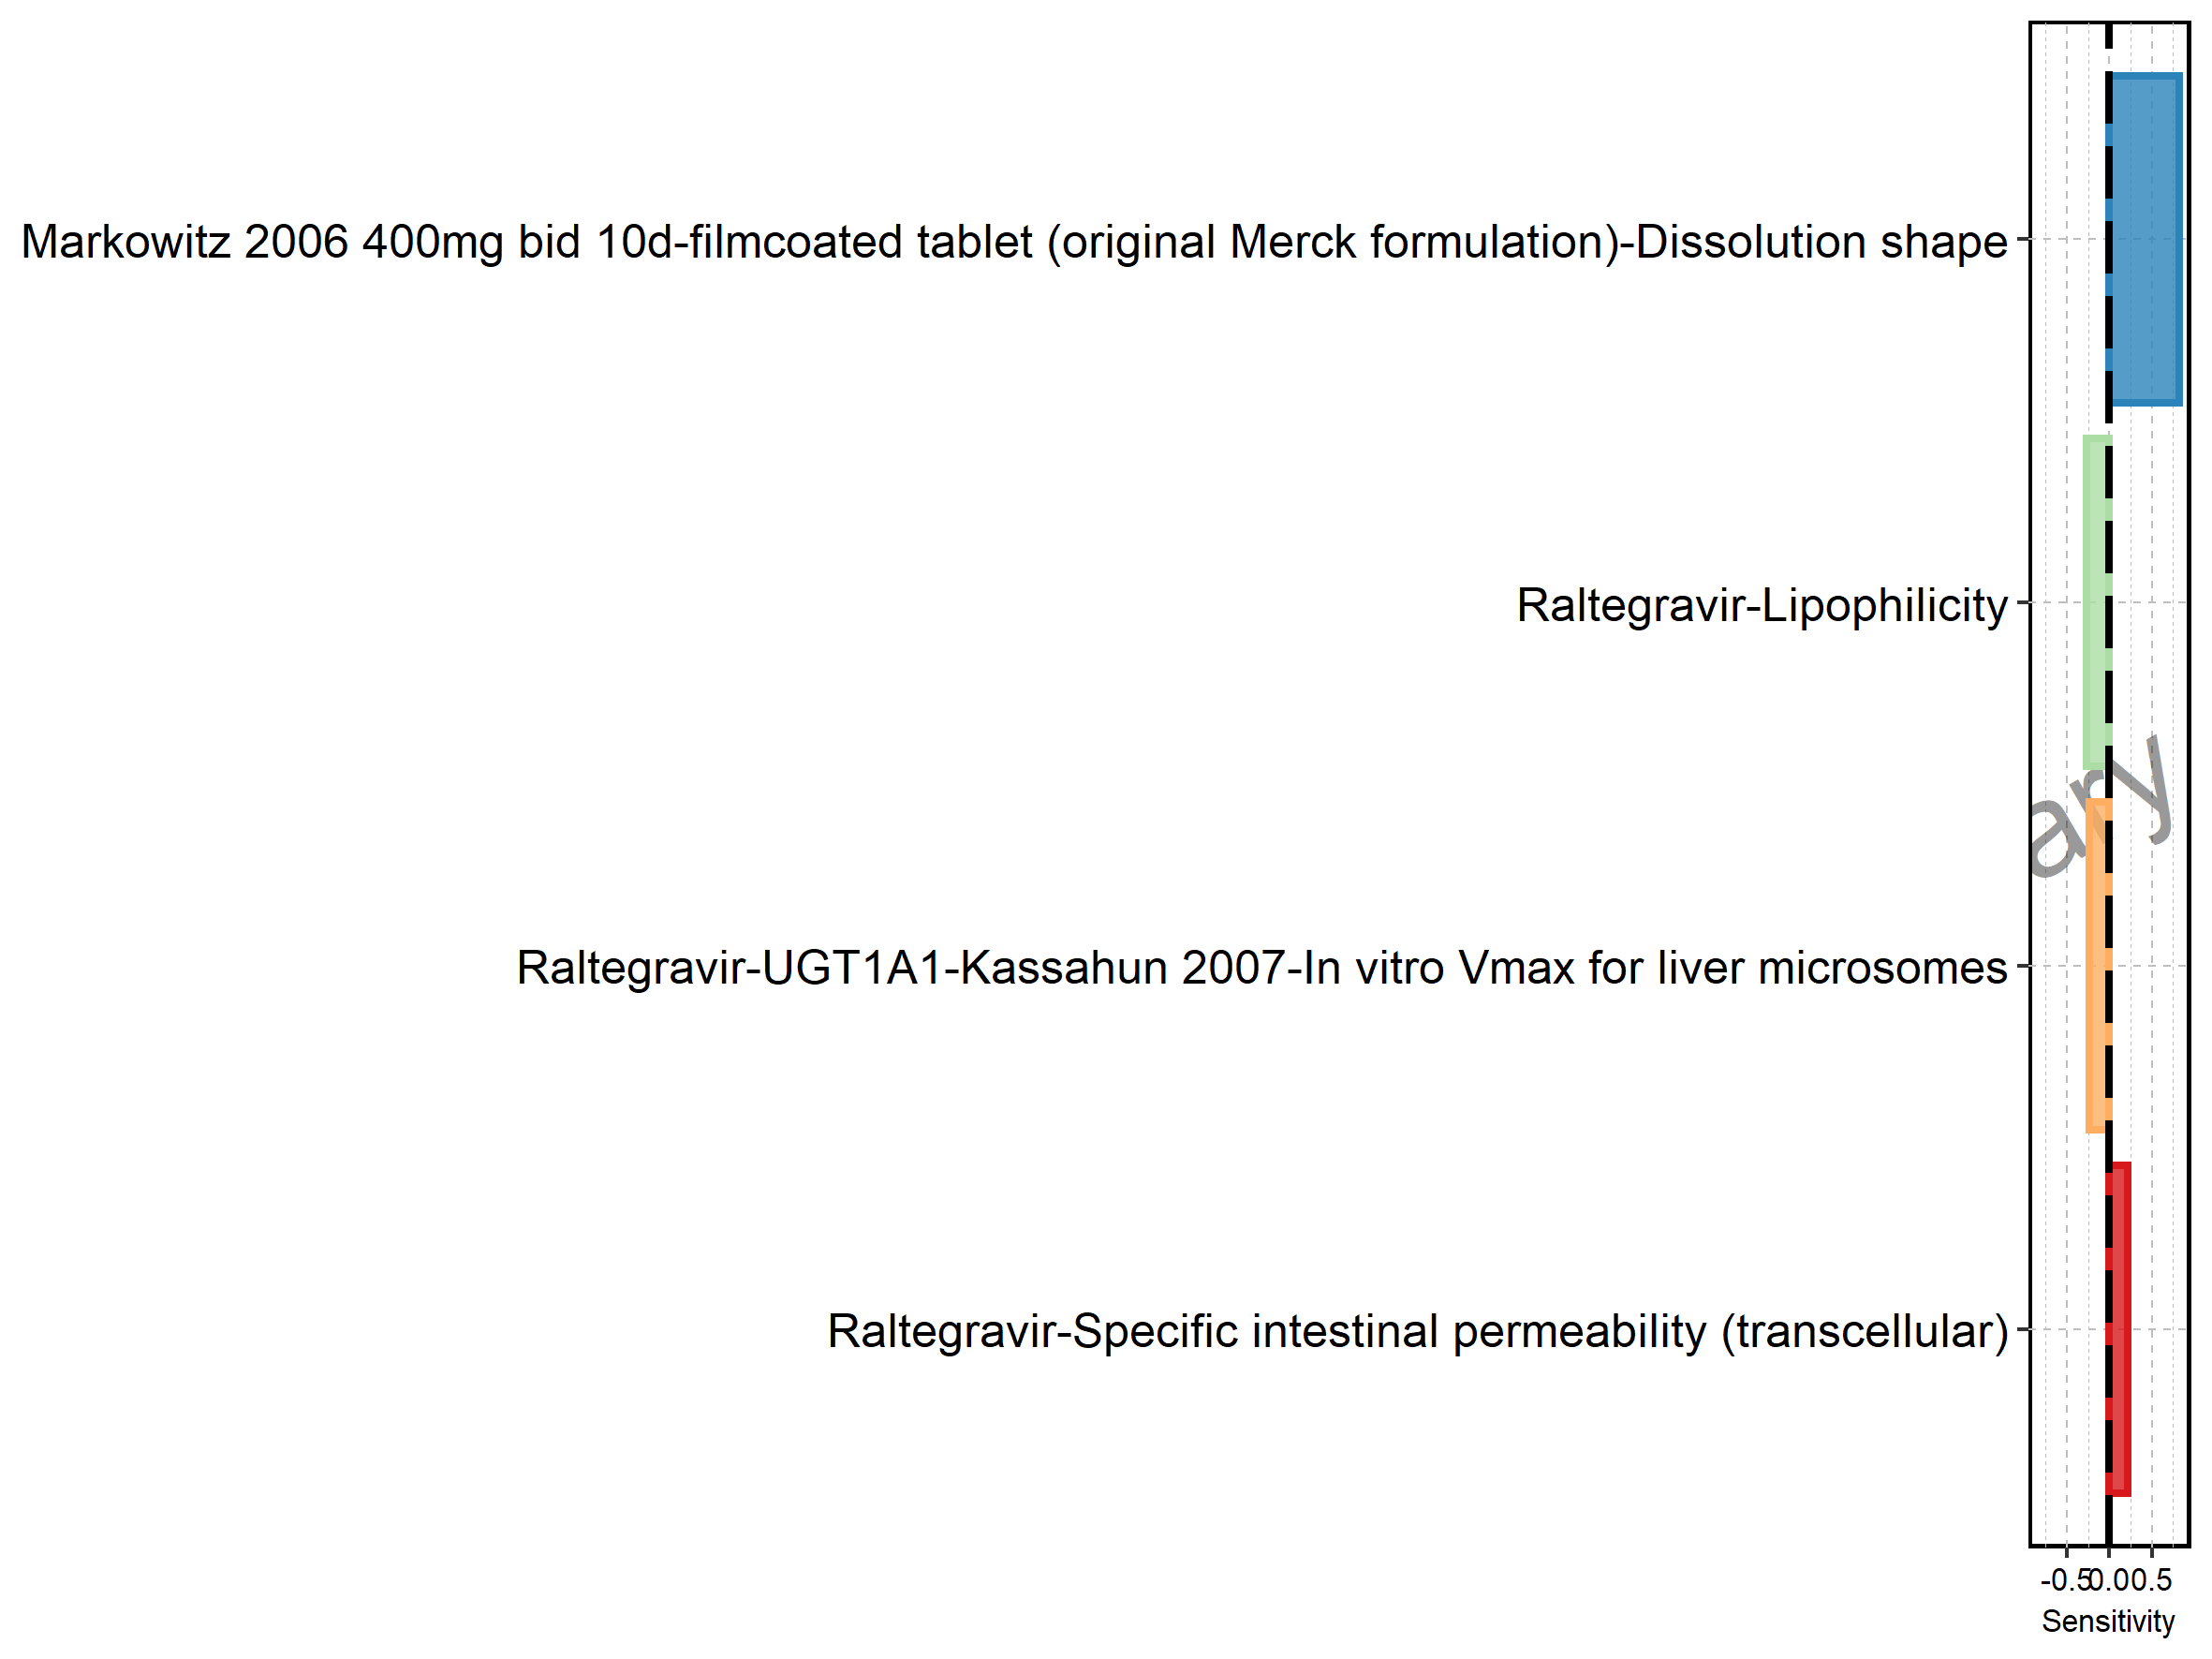 Markowitz 2006 400mg bid 10d-filmcoated tablet (original Merck formulation)-Dissolution shape
Raltegravir-Lipophilicity
ary
Raltegravir-UGT1A1-Kassahun 2007-In vitro Vmax for liver microsomes
Raltegravir-Specific intestinal permeability (transcellular)
-0.5 0.0 0.5
Sensitivity